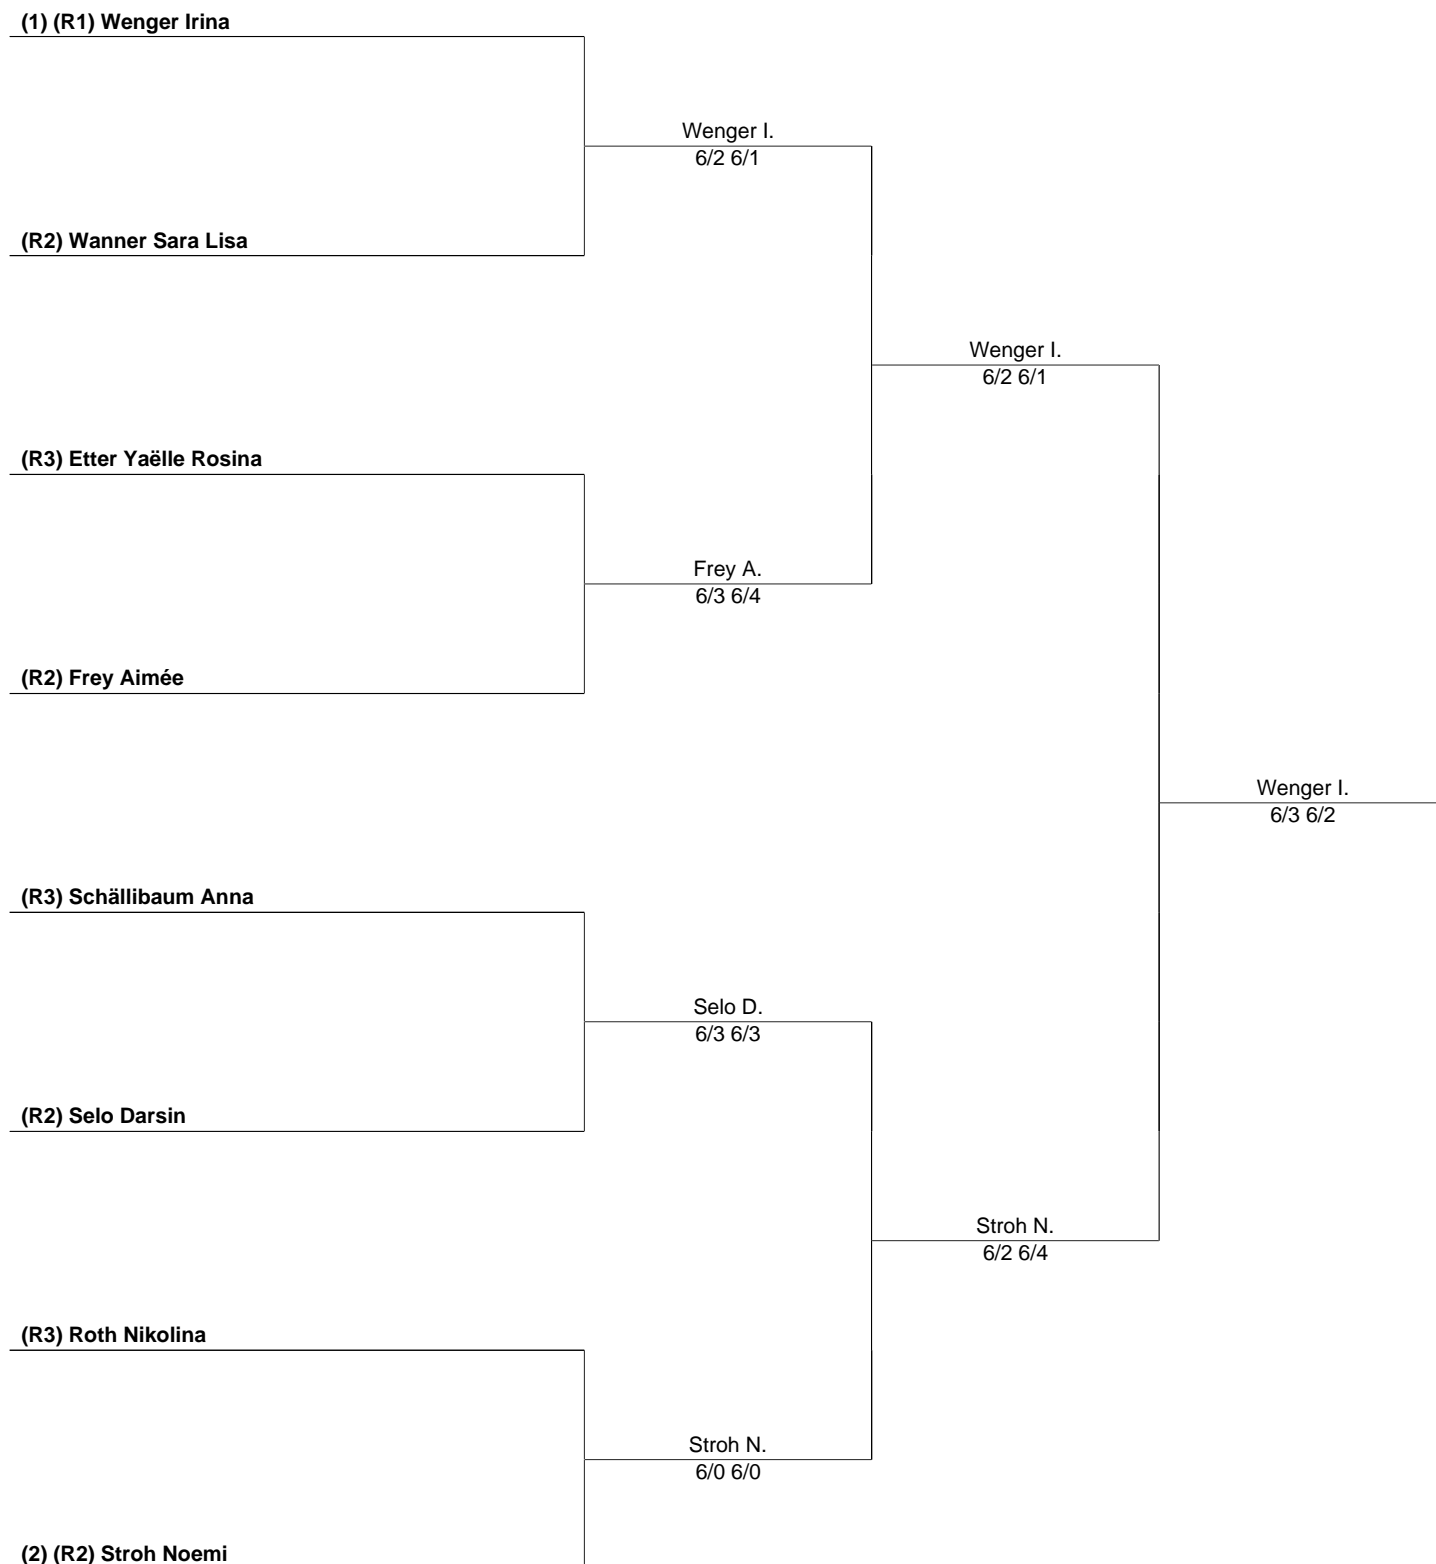 (1) (R1) Wenger Irina
Wenger I.
6/2 6/1
(R2) Wanner Sara Lisa
Wenger I.
6/2 6/1
(R3) Etter Yaëlle Rosina
Frey A.
6/3 6/4
(R2) Frey Aimée
Wenger I.
6/3 6/2
(R3) Schällibaum Anna
Selo D.
6/3 6/3
(R2) Selo Darsin
Stroh N.
6/2 6/4
(R3) Roth Nikolina
Stroh N.
6/0 6/0
(2) (R2) Stroh Noemi